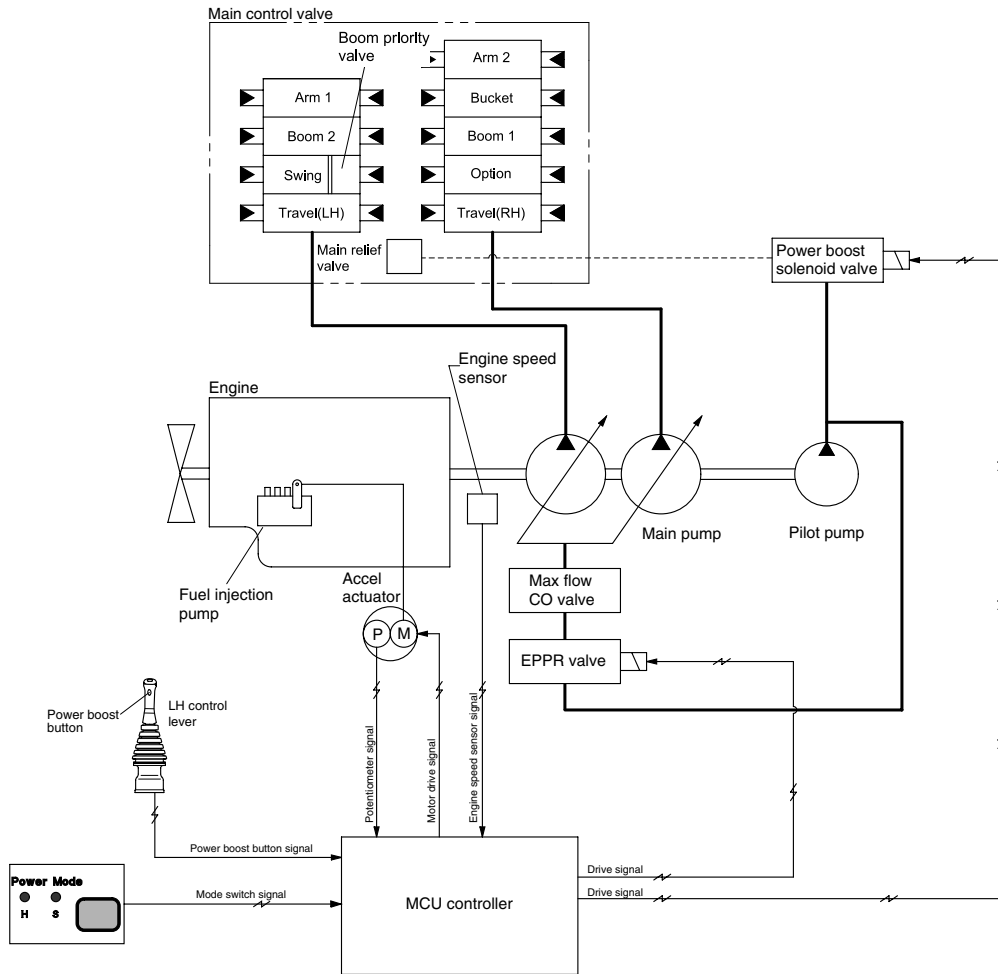 Main control valve
Boom priority
valve
Arm 2
Arm 1
Bucket
Boom 2
Boom 1
Swing
Option
Travel(LH)
Travel(RH)
Main relief
valve
Power boost
solenoid valve
Engine speed
sensor
Engine
Main pump
Pilot pump
Fuel injection
pump
Accel
actuator
Max flow
CO valve
P
M
EPPR valve
Power boost
button
LH control
lever
Potentiometer signal
Motor drive signal
Engine speed sensor signal
Power boost button signal
Drive signal
Drive signal
Power Mode
H
S
Mode switch signal
MCU controller